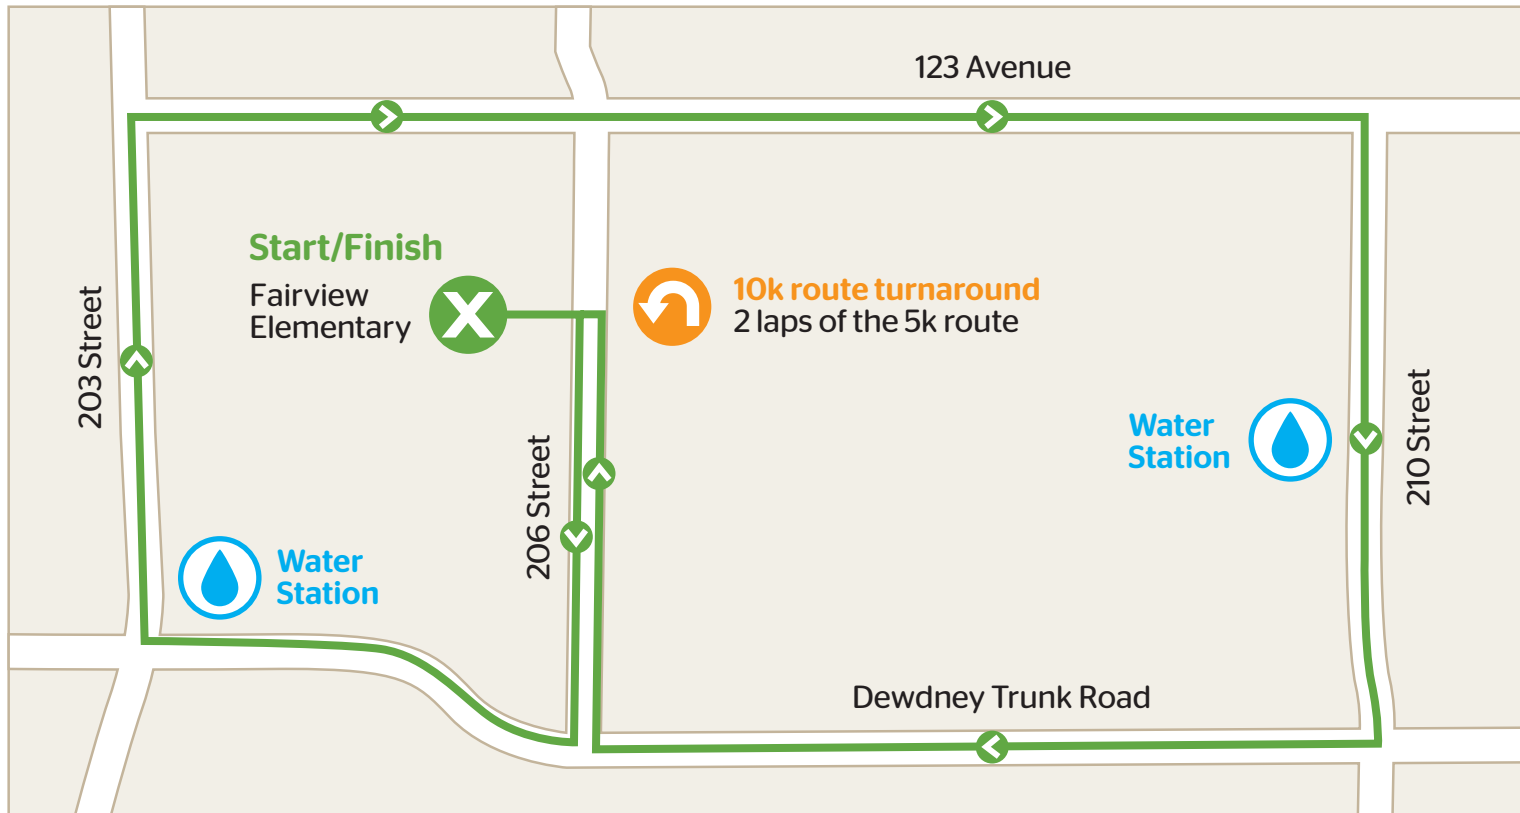 123 Avenue
Start/Finish
Fairview
Elementary
10k route turnaround
2 laps of the 5k route
203 Street
206 Street
210 Street
Water
Station
Water
Station
Dewdney Trunk Road